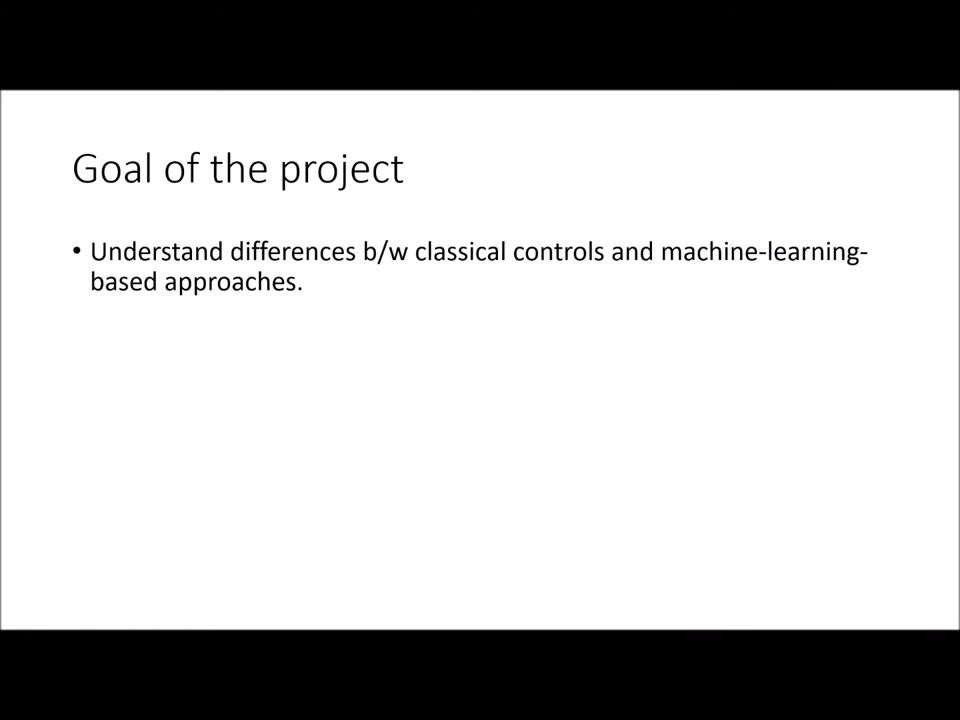 Goal of the project
• Understand differences b/w classical controls and machine-learning-
based approaches.